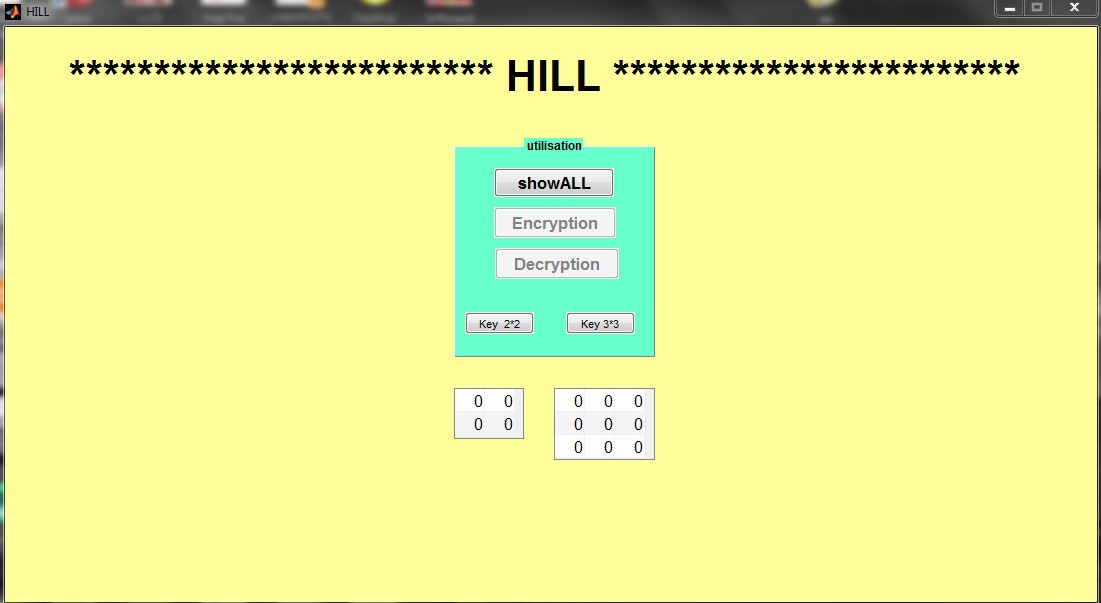 HILL
************************* HILL ************************
utilisation
showALL
Encryption
Decryption
Key 2*2 Key 3*3
0 0 0 0 0
0 0 0 0 0
0 0 0